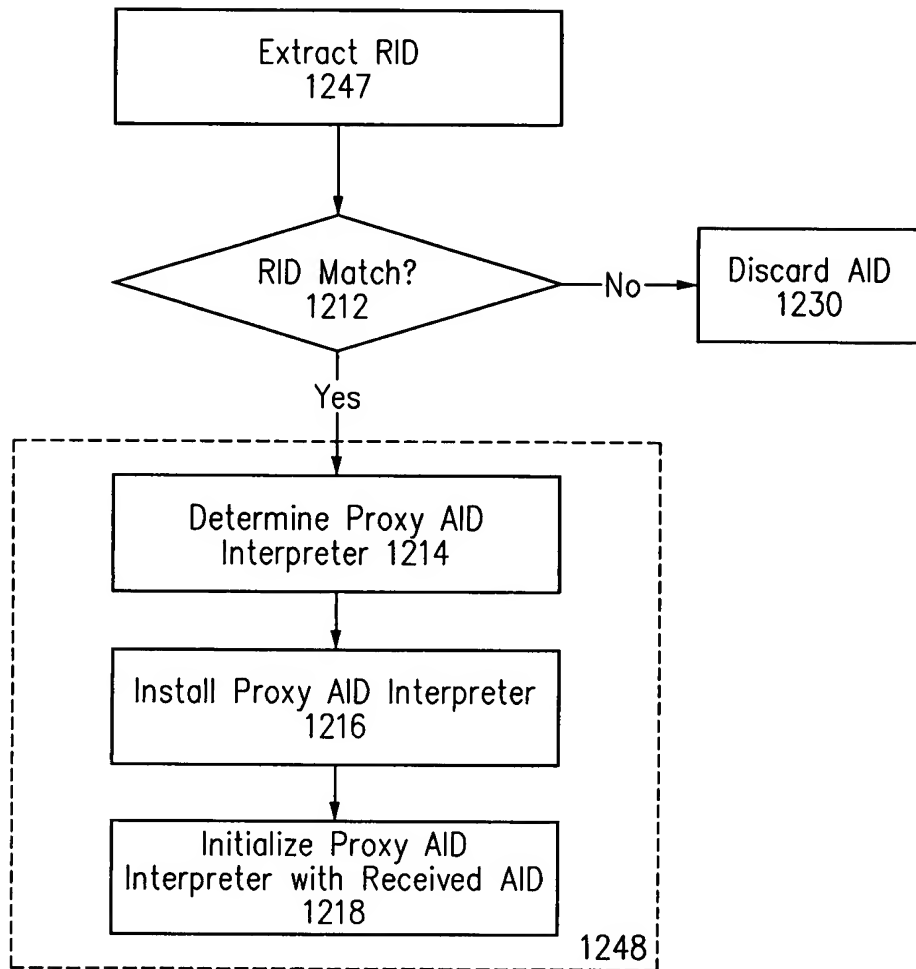 Extract RID
1247
RID Match?
1212
No
Discard AID
1230
Yes
Determine Proxy AID
Interpreter 1214
Install Proxy AID Interpreter
1216
Initialize Proxy AID
Interpreter with Received AID
1218
1248